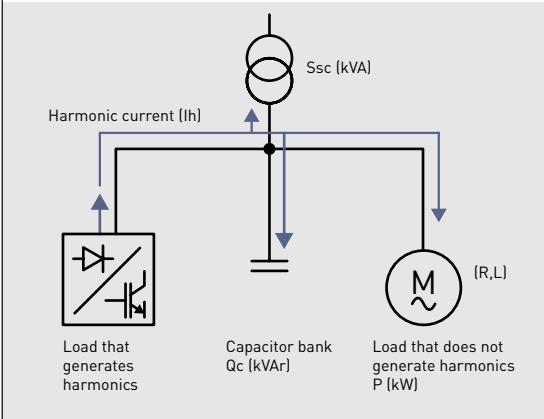 Ssc (kVA)
Harmonic current (Ih)
(R,L)
M
Load that
generates
harmonics
Capacitor bank
Qc (kVAr)
Load that does not
generate harmonics
P (kW)